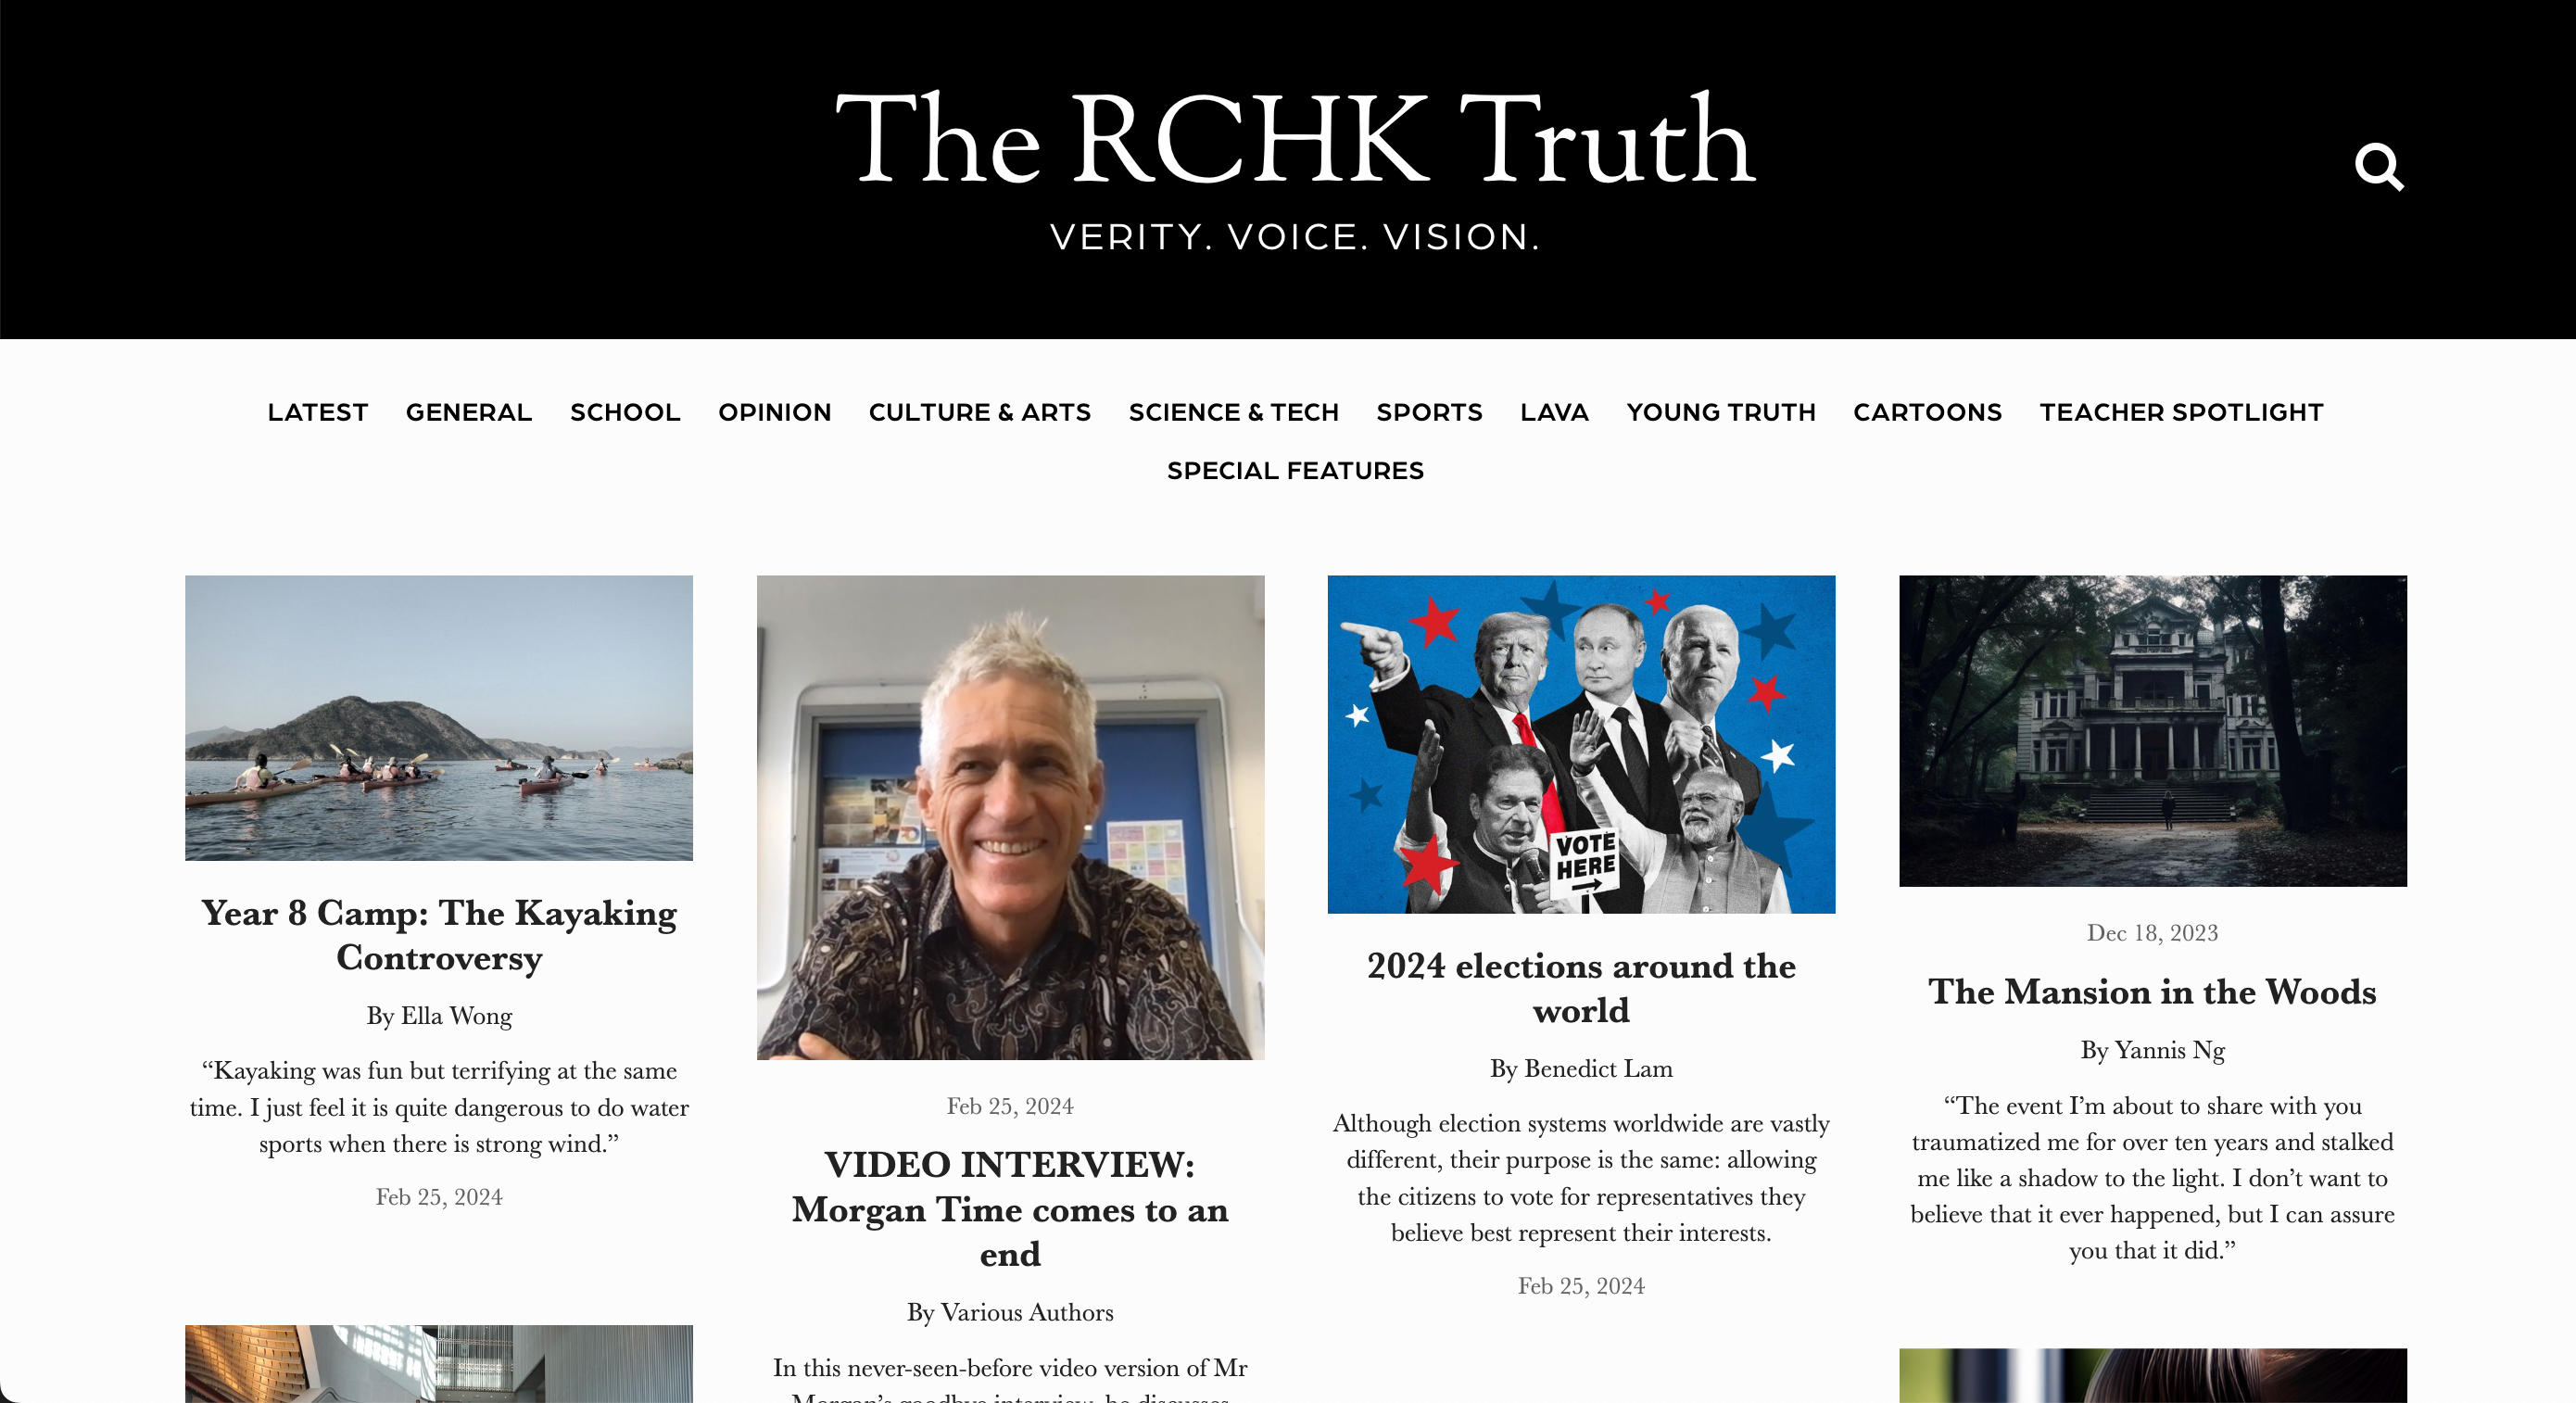 The RCHK Truth
VERITY. VOICE. VISION.
LATEST GENERAL SCHOOL OPINION CULTURE & ARTS SCIENCE & TECH SPORTS LAVA YOUNG TRUTH CARTOONS TEACHER SPOTLIGHT
SPECIAL FEATURES
Year 8 Camp: The Kayaking
Controversy
By Ella Wong
“Kayaking was fun but terrifying at the same
time. I just feel it is quite dangerous to do water
sports when there is strong wind.”
Feb 25, 2024
Feb 25, 2024
VIDEO INTERVIEW:
Morgan Time comes to an
end
By Various Authors
In this never-seen-before video version of Mr
Morgan’s goodbye interview, he discusses
VOTE
HERE
2024 elections around the
world
By Benedict Lam
Although election systems worldwide are vastly
different, their purpose is the same: allowing
the citizens to vote for representatives they
believe best represent their interests.
Feb 25, 2024
Dec 18, 2023
The Mansion in the Woods
By Yannis Ng
“The event I’m about to share with you
traumatized me for over ten years and stalked
me like a shadow to the light. I don’t want to
believe that it ever happened, but I can assure
you that it did.”